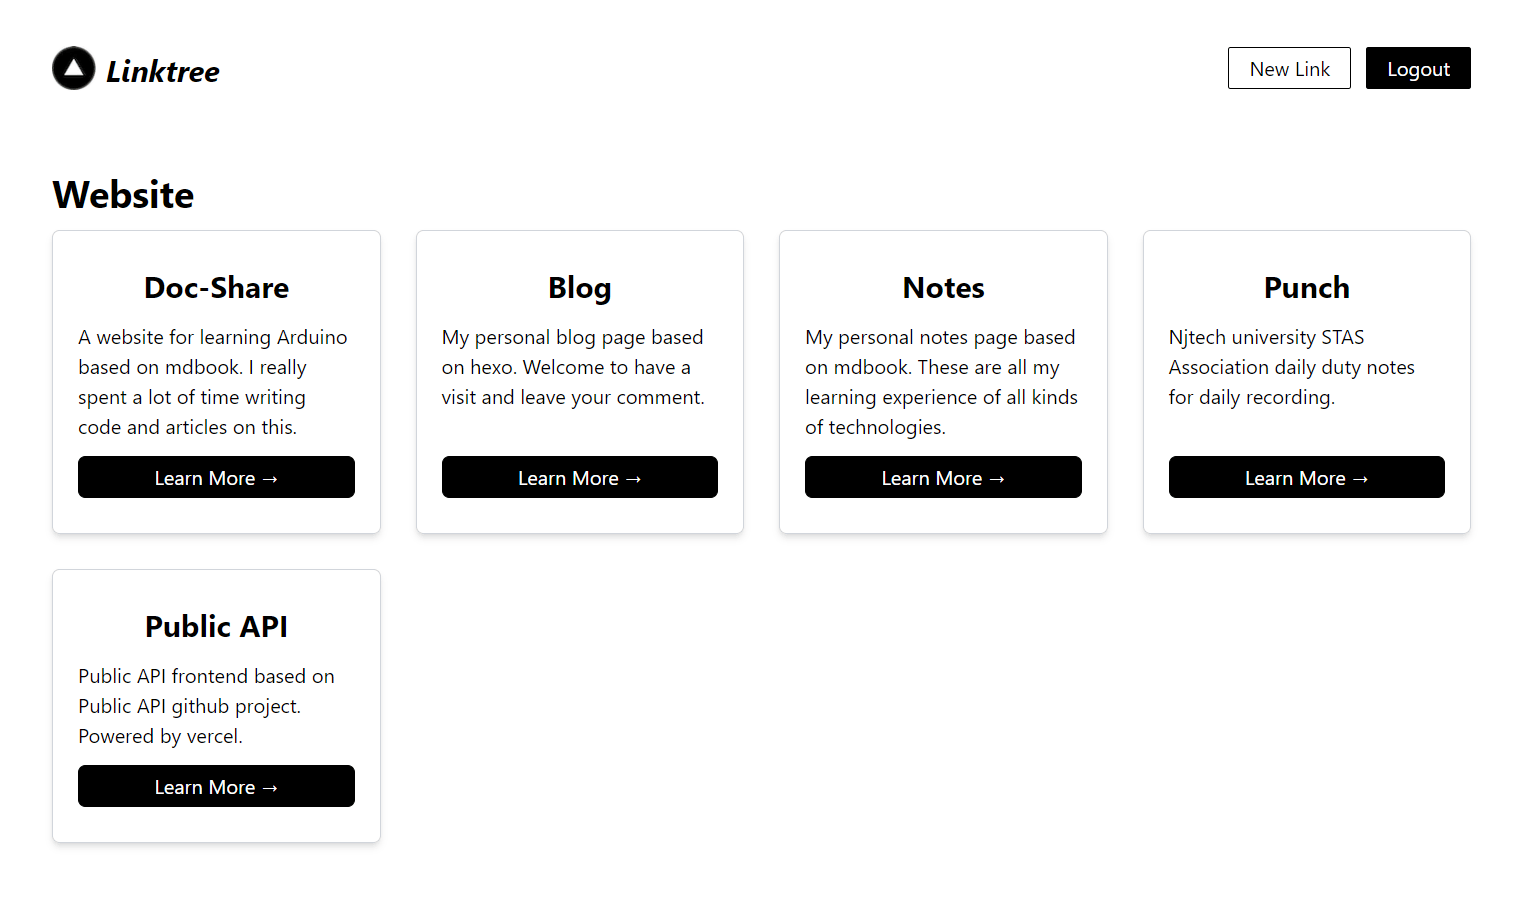 Linktree
New Link
Logout
Website
Doc-Share
A website for learning Arduino
based on mdbook. I really
spent a lot of time writing
code and articles on this.
Learn More →
Blog
My personal blog page based
on hexo. Welcome to have a
visit and leave your comment.
Learn More →
Notes
My personal notes page based
on mdbook. These are all my
learning experience of all kinds
of technologies.
Learn More →
Punch
Njtech university STAS
Association daily duty notes
for daily recording.
Learn More →
Public API
Public API frontend based on
Public API github project.
Powered by vercel.
Learn More →